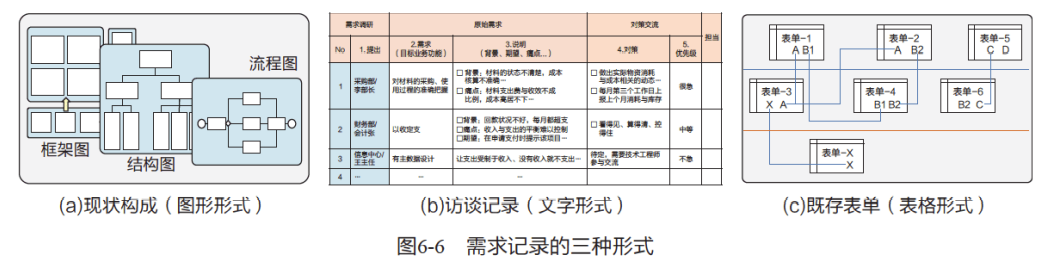 流程图
框架图
结构图
(a)现状构成（图形形式）
需求调研 原始需求 对策交流 担当
No 1.提出 2.需求（目标业务功能） 3.说明（背景、期望、痛点…） 4.对策 5.优先级
1 采购部/李部长 对材料的采购、使用过程的准确把握 □ 背景：材料的状态不清楚，成本核算不准确… □ 痛点：材料支出费与收效不成比例，成本高居不下… □ 做出实际物资消耗与成本相关的动态… □ 每月第三个工作日上报上个月消耗与库存 很急
2 财务部/会计张 以收定支 □背景：回款状况不好，每月都超支 □痛点：收入与支出的平衡难以控制 □期望：在申请支付时提示该项目… □ 看得见、算得清、控得住 中等
3 信息中心/王主任 有主数据设计 让支出受制于收入、没有收入就不支出… 待定，需要技术工程师参与交流 不急
4 … … …
(b)访谈记录（文字形式）
表单-1 表单-2 表单-5
A B1 A B2 C D
表单-3 表单-4 表单-6
X A B1 B2 B2 C
表单-X
X
(c)既存表单（表格形式）
图6-6 需求记录的三种形式